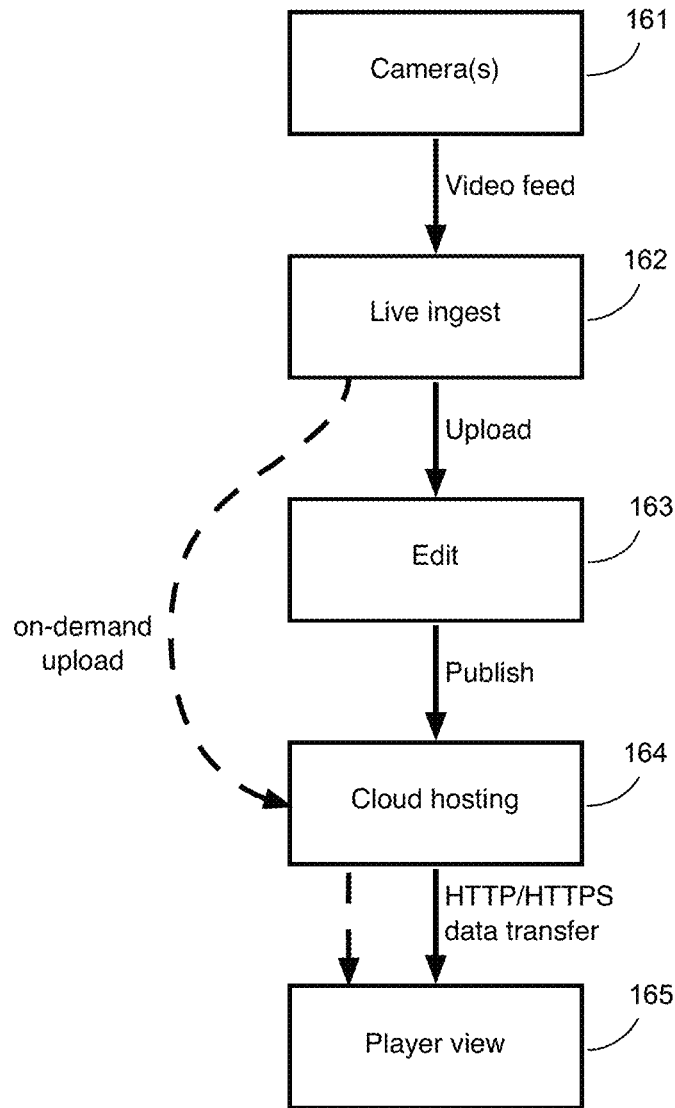 161
Camera(s)
Video feed
162
Live ingest
Upload
163
Edit
on-demand
upload
Publish
164
Cloud hosting
HTTP/HTTPS
data transfer
165
Player view